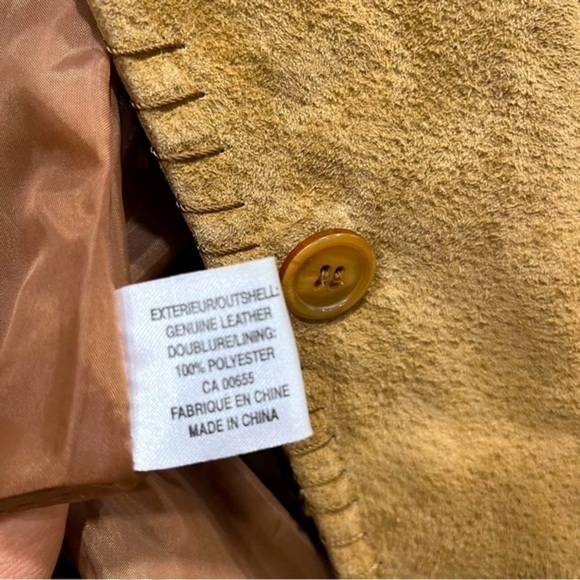 EXTERIEUR/OUTSHELL:
GENUINE LEATHER
DOUBLURE/LINING:
100% POLYESTER
CA 00655
FABRIQUE EN CHINE
MADE IN CHINA